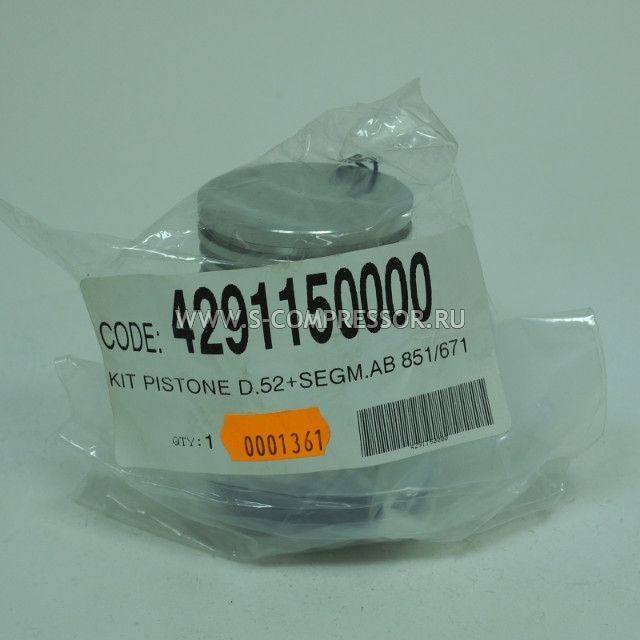 CODE: 4291150000
WWW.S-COMPRESSOR.RU
KIT PISTONE D.52+SEGM.AB 851/671
QTY: 1
0001361